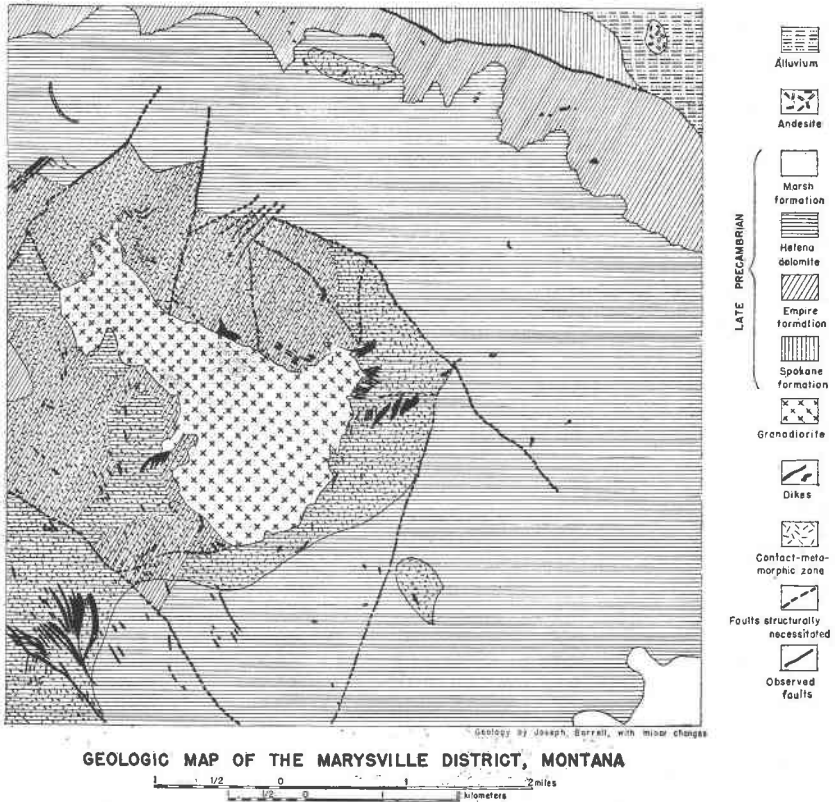 Alluvium
Andesite
Marsh
formation
Helena
dolomite
Empire
formation
Spokane
formation
LATE PRECAMBRIAN
Granodiorite
Dikes
Contact-meta-
morphic zone
Faults structurally
necessitated
Observed
faults
Geology by Joseph Barrell, with minor changes
GEOLOGIC MAP OF THE MARYSVILLE DISTRICT, MONTANA
1 1/2 0 1 2 miles
1 1/2 0 1 2 kilometers